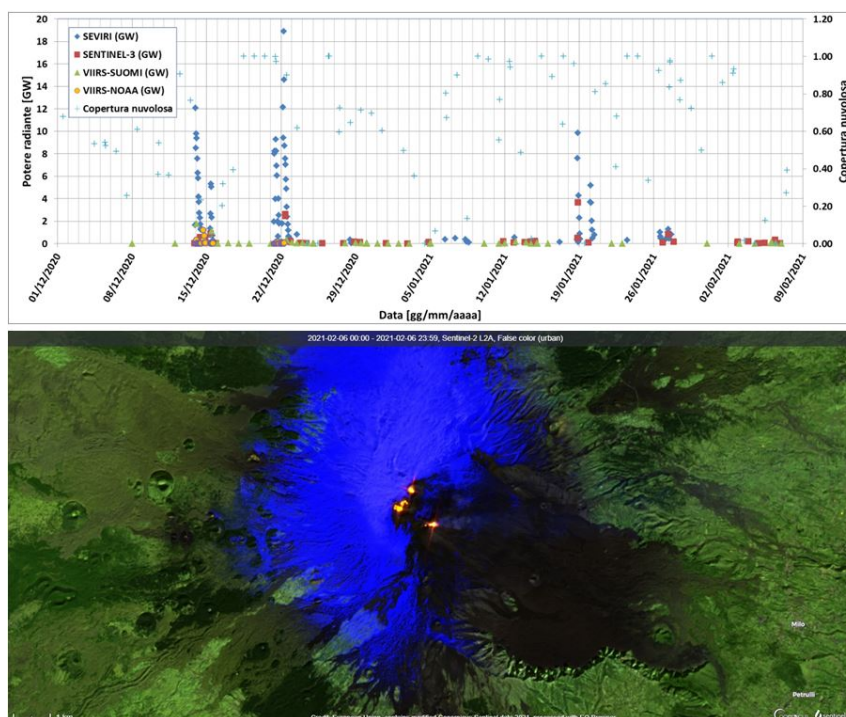 20
18
16
14
12
10
8
6
4
2
0
Potere radiante [GW]
SEVIRI (GW)
SENTINEL-3 (GW)
VIIRS-SUOMI (GW)
VIIRS-NOAA (GW)
Copertura nuvolosa
1.20
1.00
0.80
0.60
0.40
0.20
0.00
Copertura nuvolosa
01/12/2020
08/12/2020
15/12/2020
22/12/2020
29/12/2020
05/01/2021
12/01/2021
19/01/2021
26/01/2021
02/02/2021
09/02/2021
Data [gg/mm/aaaa]
2021-02-06 00:00 - 2021-02-06 23:59, Sentinel-2 L2A, False color (urban)
Milo
Petrulli